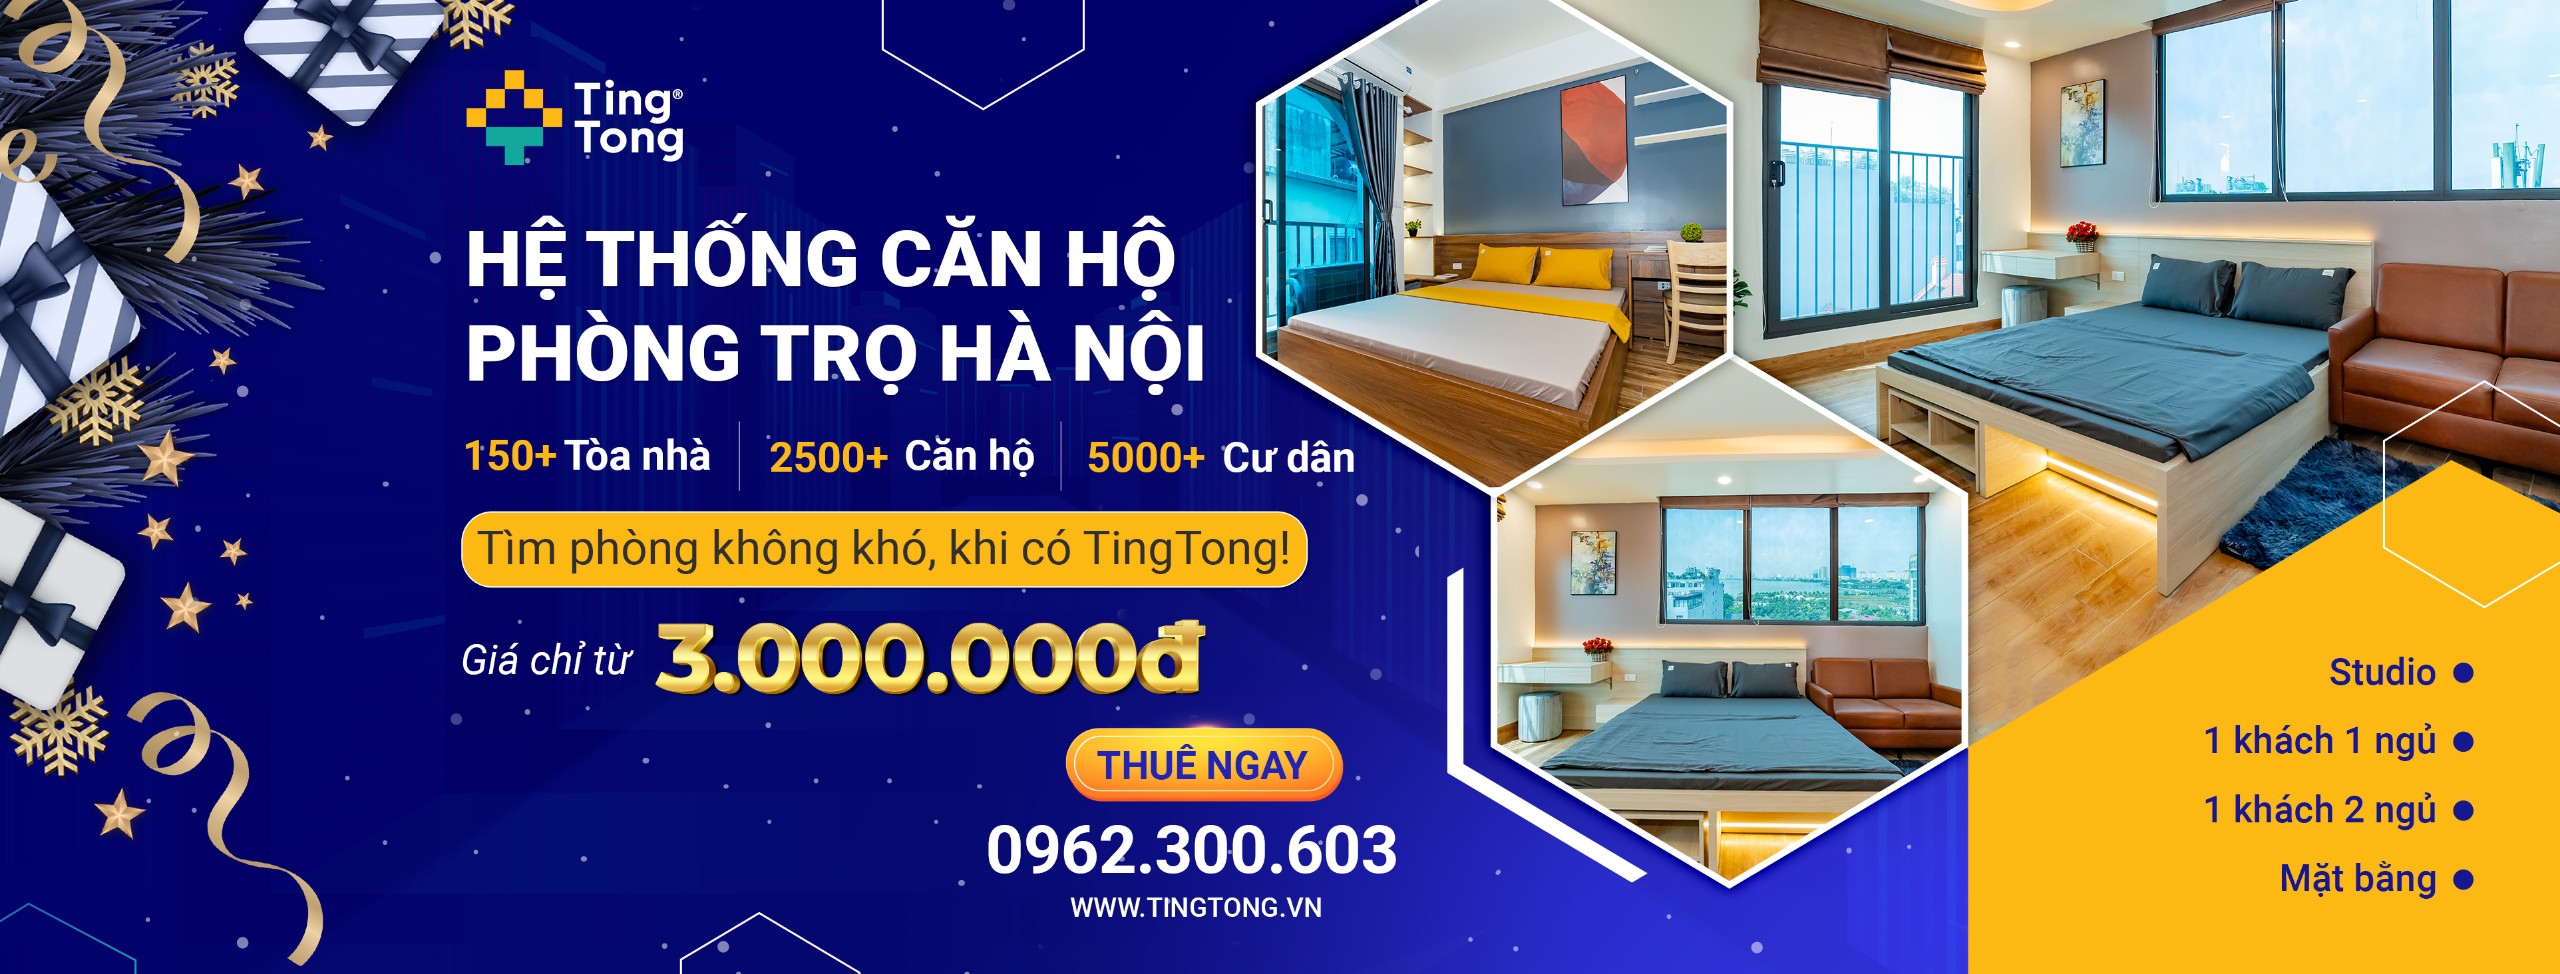 Ting®
Tong
HỆ THỐNG CĂN HỘ
PHÒNG TRỌ HÀ NỘI
150+ Tòa nhà
2500+ Căn hộ
5000+ Cư dân
Tìm phòng không khó, khi có TingTong!
Giá chỉ từ 3.000.000đ
THUÊ NGAY
0962.300.603
WWW.TINGTONG.VN
Studio
1 khách 1 ngủ
1 khách 2 ngủ
Mặt bằng